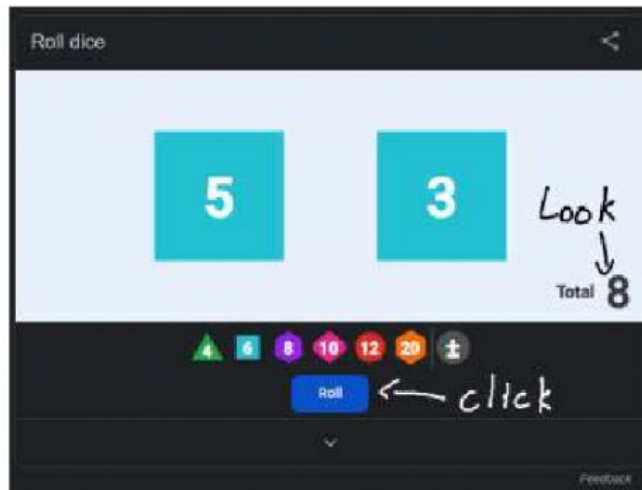 Roll dice
5 3
Look
Total 8
4 6 8 10 12 20 ±
Roll click
Feedback